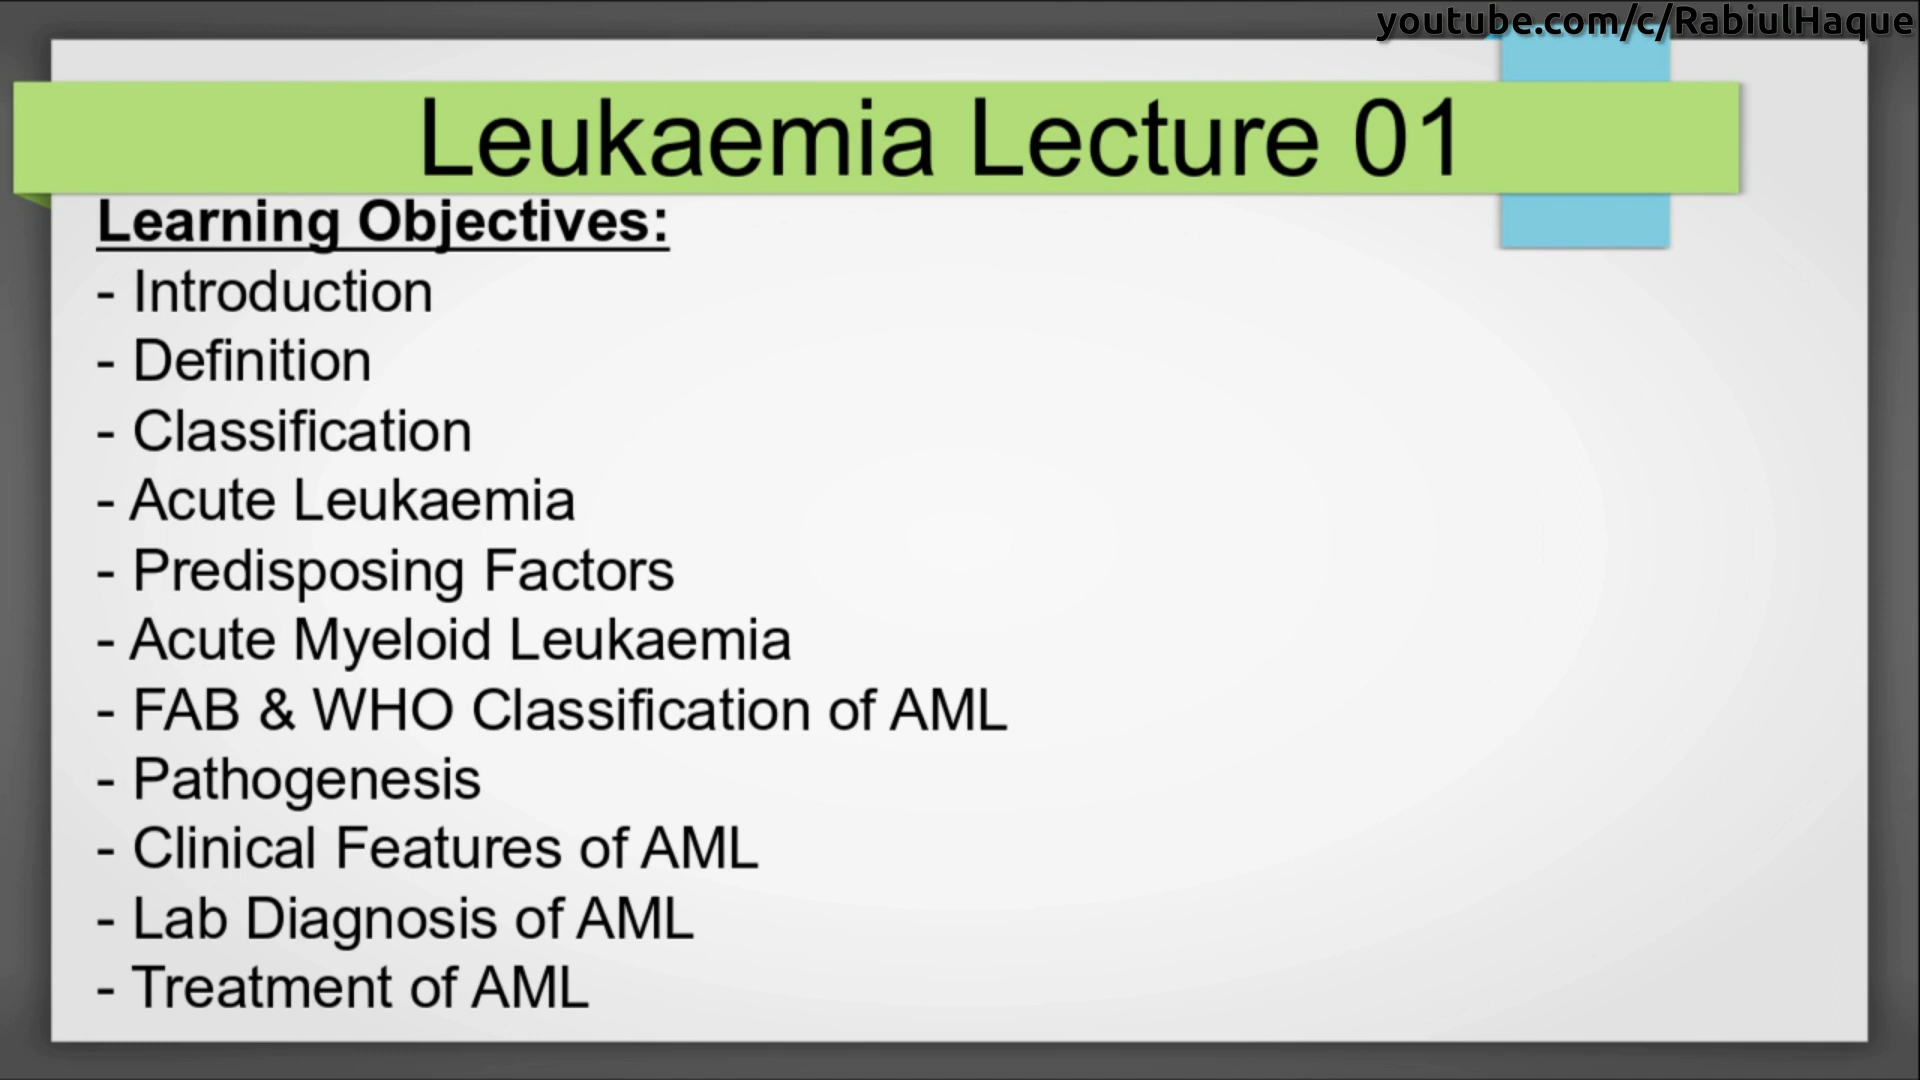 youtube.com/c/RabiulHaque
Leukaemia Lecture 01
Learning Objectives:
- Introduction
- Definition
- Classification
- Acute Leukaemia
- Predisposing Factors
- Acute Myeloid Leukaemia
- FAB & WHO Classification of AML
- Pathogenesis
- Clinical Features of AML
- Lab Diagnosis of AML
- Treatment of AML